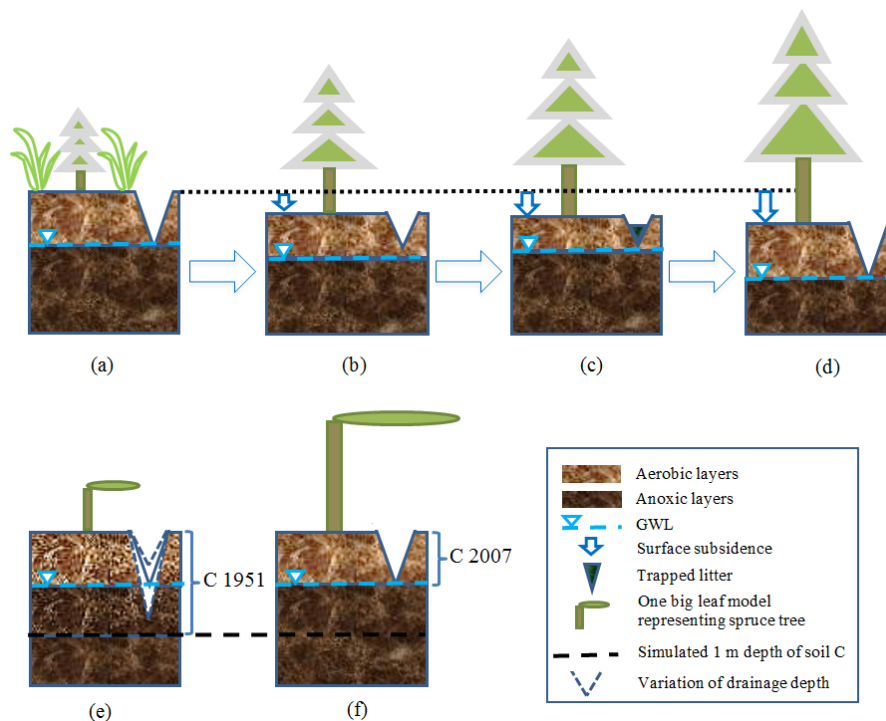 (a)
(b)
(c)
(d)
C 1951
C 2007
(e)
(f)
Aerobic layers
Anoxic layers
GWL
Surface subsidence
Trapped litter
One big leaf model
representing spruce tree
Simulated 1 m depth of soil C
Variation of drainage depth